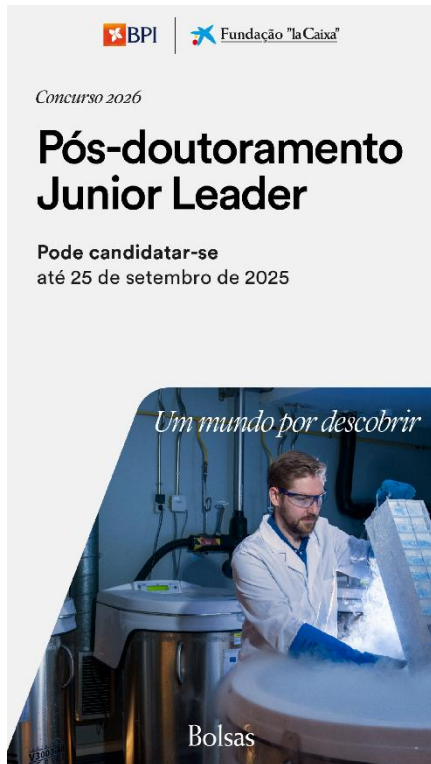 BPI
Fundação "la Caixa"
Concurso 2026
Pós-doutoramento
Junior Leader
Pode candidatar-se
até 25 de setembro de 2025
Um mundo por descobrir
Bolsas